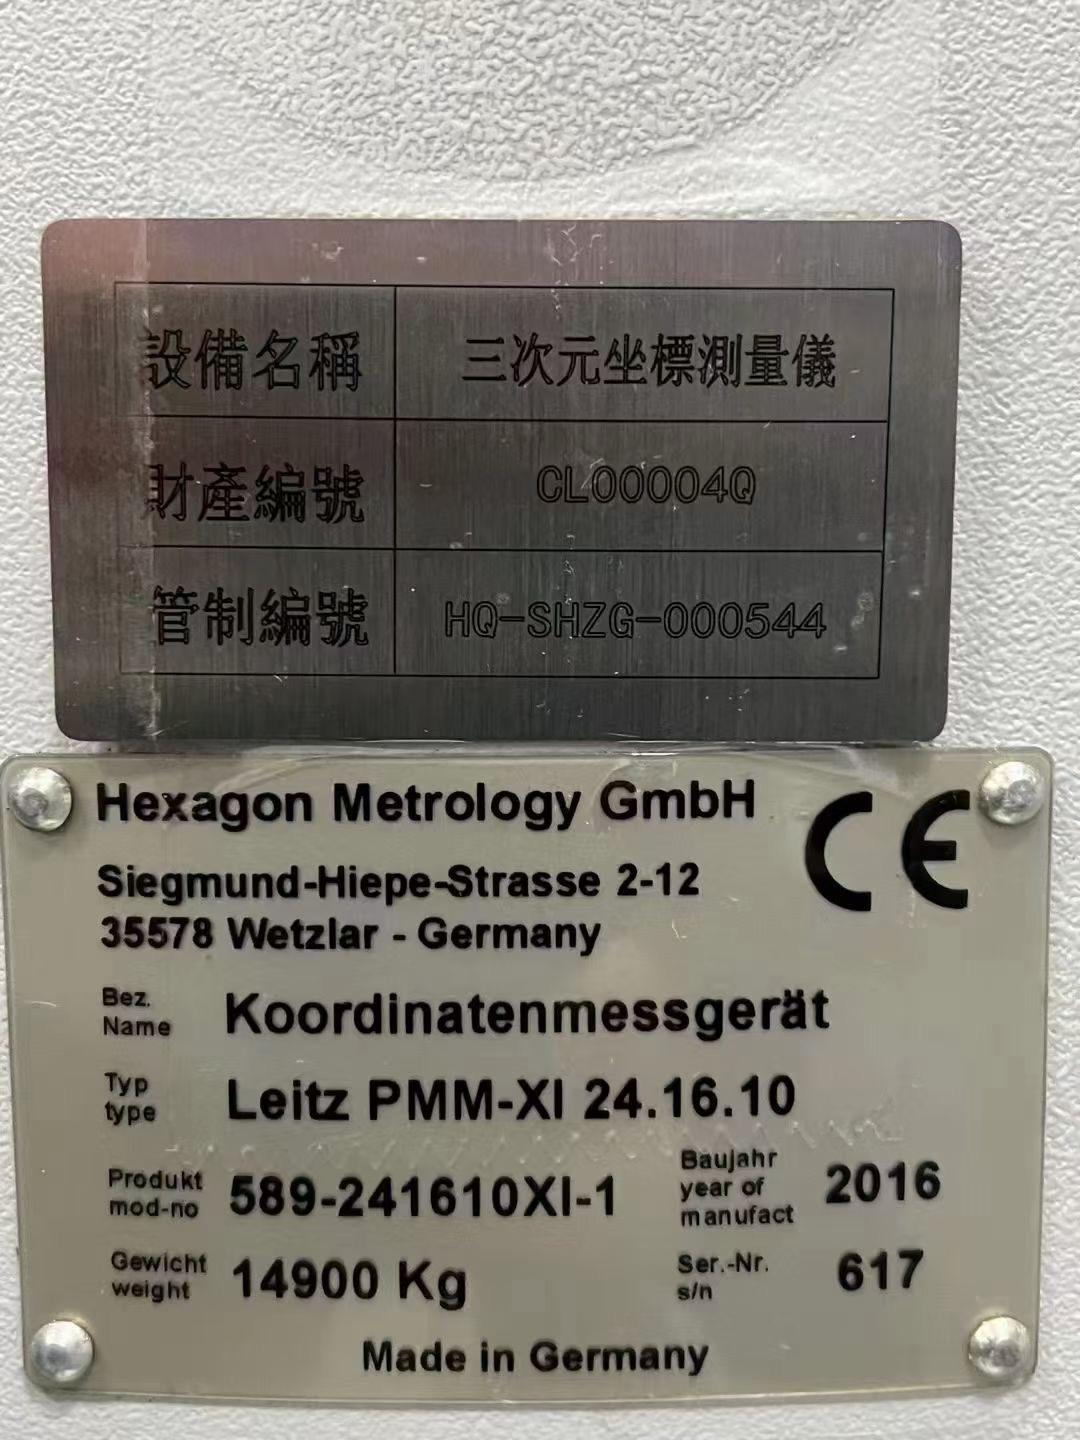 設備名稱 三次元坐標測量儀
財產編號 CL00004Q
管制編號 HQ-SHZG-000544
Hexagon Metrology GmbH CE
Siegmund-Hiepe-Strasse 2-12
35578 Wetzlar - Germany
Bez.
Name Koordinatenmessgerät
Typ
type Leitz PMM-XI 24.16.10
Produkt
mod-no 589-241610XI-1
Baujahr
year of
manufact 2016
Gewicht
weight 14900 Kg
Ser.-Nr.
s/n 617
Made in Germany